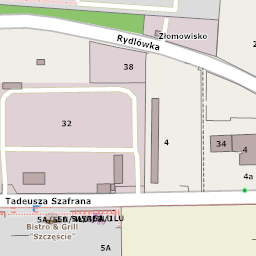 Złomowisko
Rydlówka
38
32
4
34
4
4a
Tadeusza Szafrana
Bistro & Grill
"Szczęście"
5A